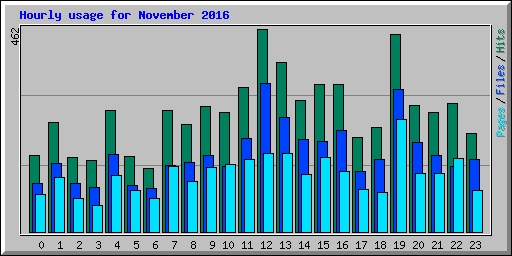 Hourly usage for November 2016
462
Pages/Files/Hits
0 1 2 3 4 5 6 7 8 9 10 11 12 13 14 15 16 17 18 19 20 21 22 23